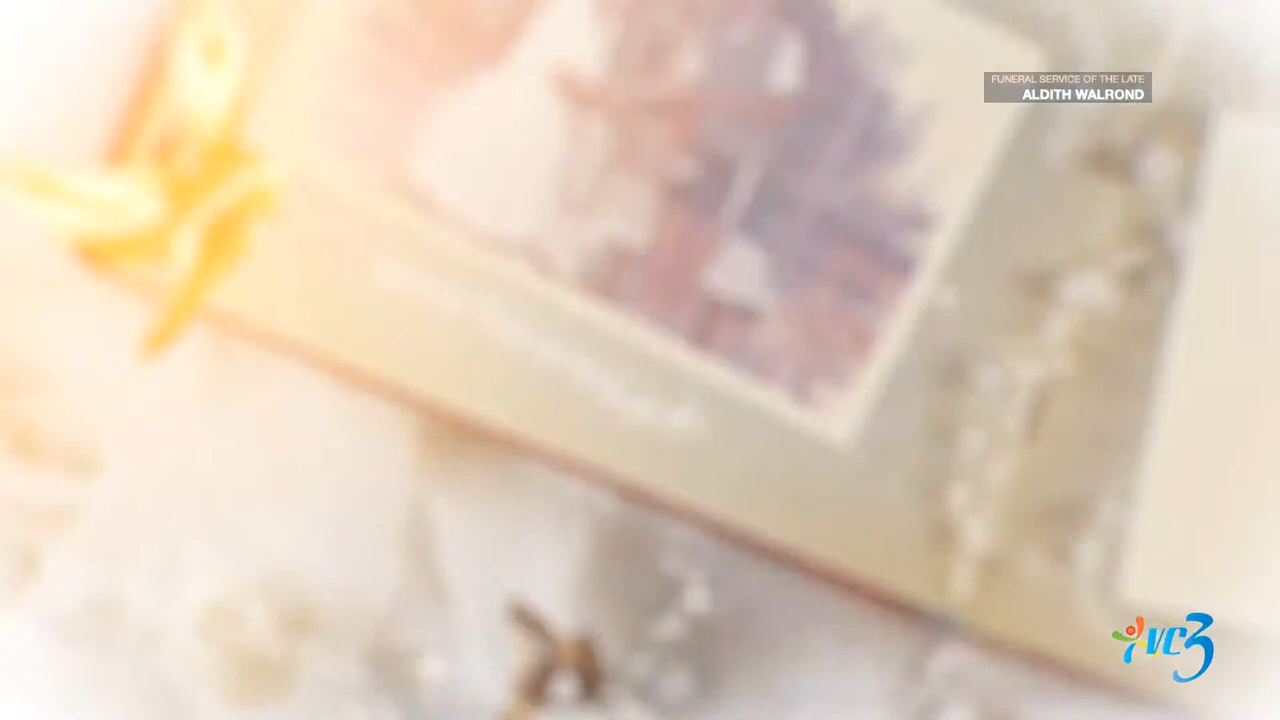 FUNERAL SERVICE OF THE LATE
ALDITH WALROND
VC3